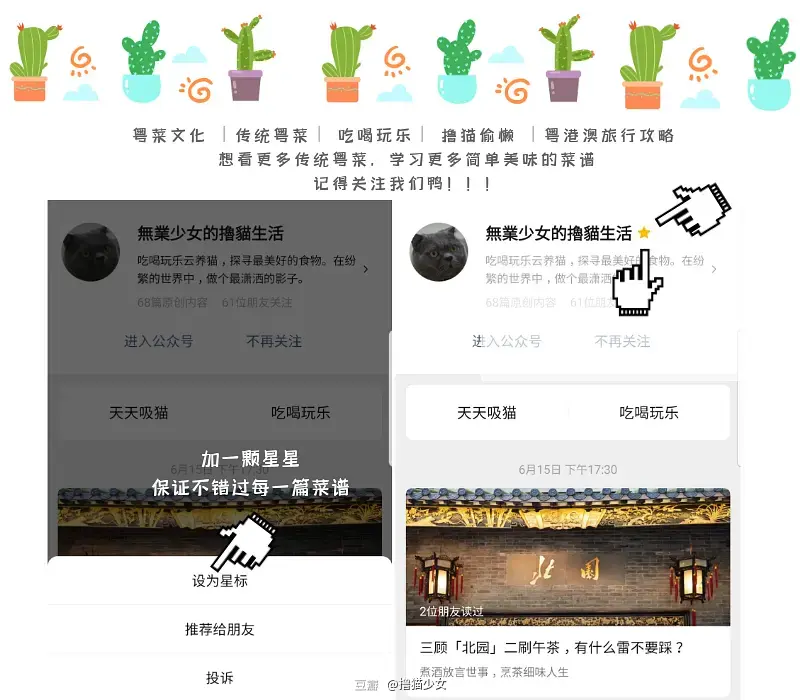 粤菜文化 | 传统粤菜 | 吃喝玩乐 | 撸猫偷懒 | 粤港澳旅行攻略
想看更多传统粤菜，学习更多简单美味的菜谱
记得关注我们鸭！！！
無業少女的擼貓生活
吃喝玩乐云养猫，探寻最美好的食物。在纷
繁的世界中，做个最潇洒的影子。
68篇原创内容 61位朋友关注
进入公众号 不再关注
天天吸猫 吃喝玩乐
6月15日 下午17:30
加一颗星星
保证不错过每一篇菜谱
设为星标
推荐给朋友
投诉
無業少女的擼貓生活
吃喝玩乐云养猫，探寻最美好的食物。在纷
繁的世界中，做个最潇洒的影子。
68篇原创内容 61位朋
进入公众号 不再关注
天天吸猫 吃喝玩乐
6月15日 下午17:30
北園
2位朋友读过
三顾「北园」二刷午茶，有什么雷不要踩？
煮酒放言世事，烹茶细味人生
豆瓣 @撸猫少女